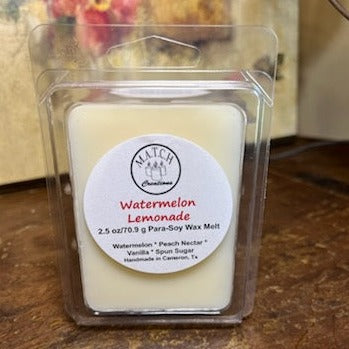 MATCH
Creations
Watermelon
Lemonade
2.5 oz/70.9 g Para-Soy Wax Melt
Watermelon * Peach Nectar *
Vanilla * Spun Sugar
Handmade in Cameron, Tx